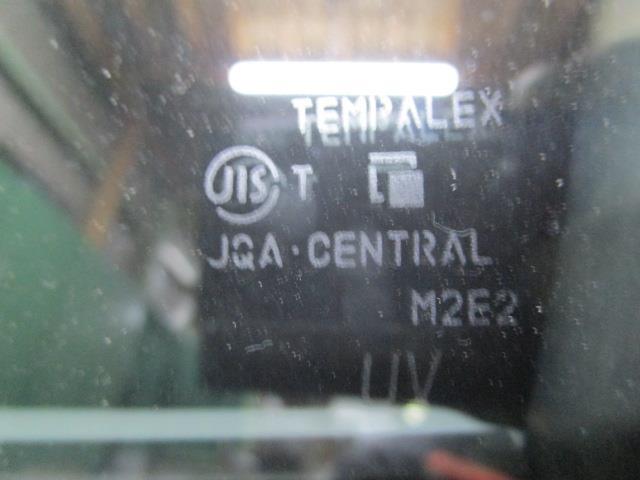 TEMPALEX
JIS T
JQA·CENTRAL
M2E2
UV